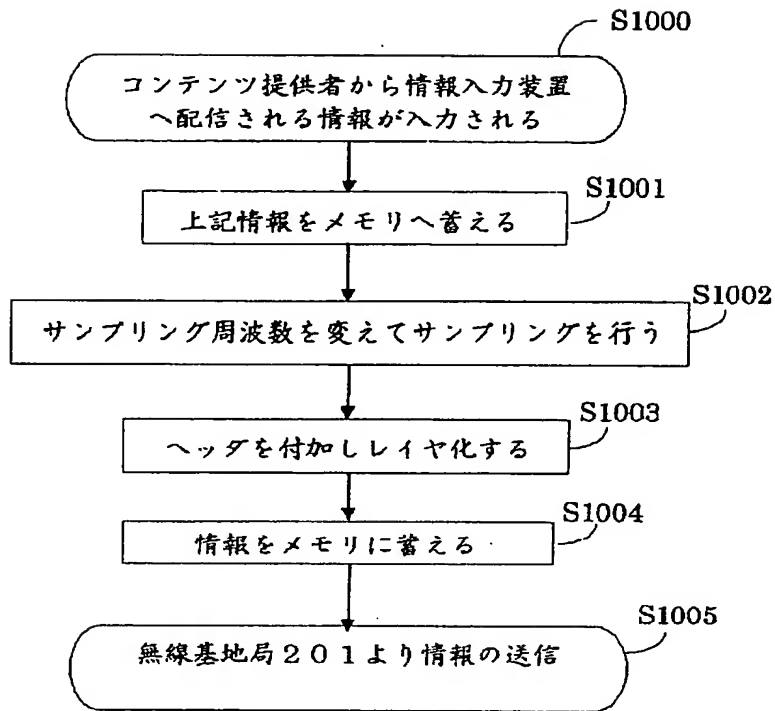 S1000
コンテンツ提供者から情報入力装置
へ配信される情報が入力される
S1001
上記情報をメモリへ蓄える
S1002
サンプリング周波数を変えてサンプリングを行う
S1003
ヘッダを付加しレイヤ化する
S1004
情報をメモリに蓄える
S1005
無線基地局201より情報の送信